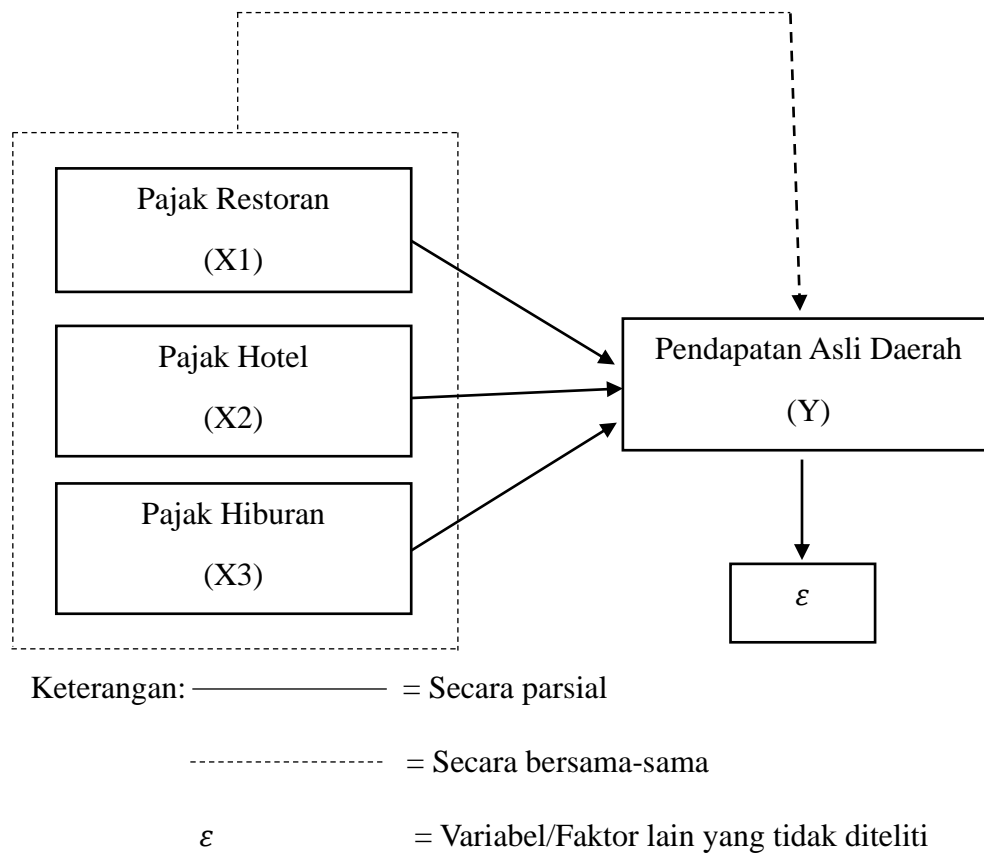 Pajak Restoran
(X1)
Pajak Hotel
(X2)
Pajak Hiburan
(X3)
Pendapatan Asli Daerah
(Y)
ε
Keterangan: = Secara parsial
= Secara bersama-sama
ε = Variabel/Faktor lain yang tidak diteliti